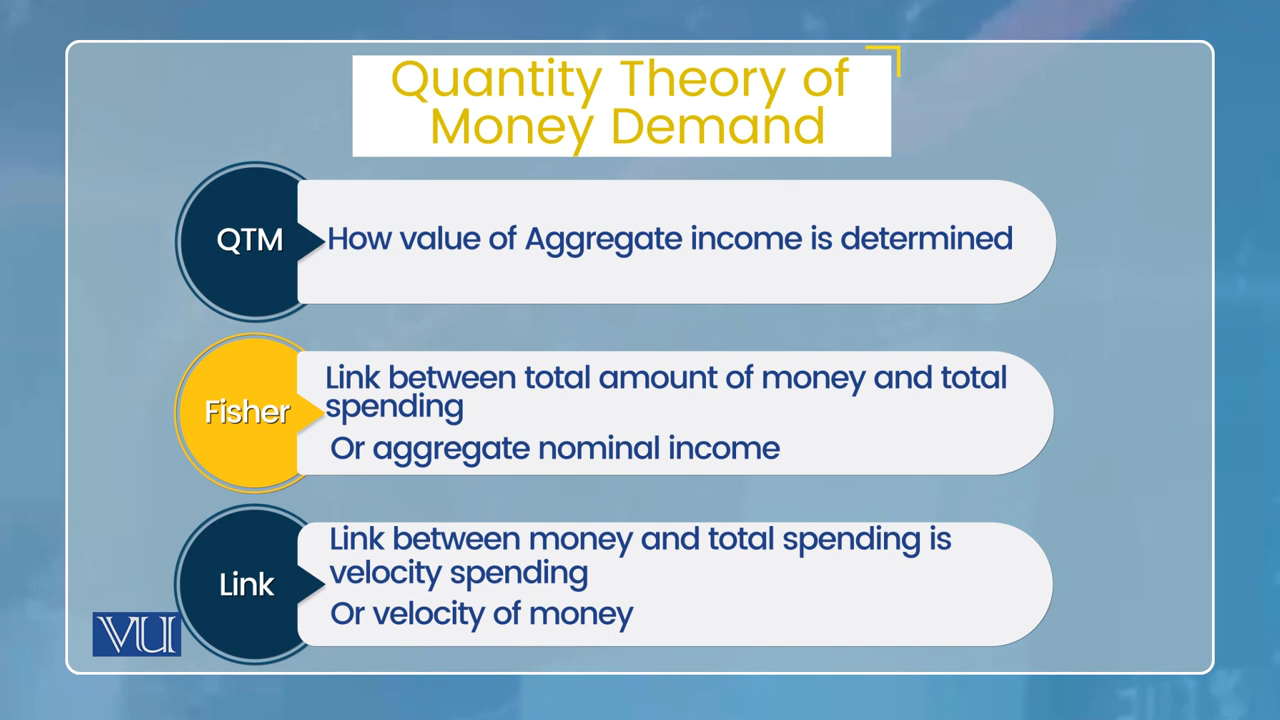 Quantity Theory of
Money Demand
QTM
How value of Aggregate income is determined
Fisher
Link between total amount of money and total
spending
Or aggregate nominal income
Link
Link between money and total spending is
velocity spending
Or velocity of money
VU